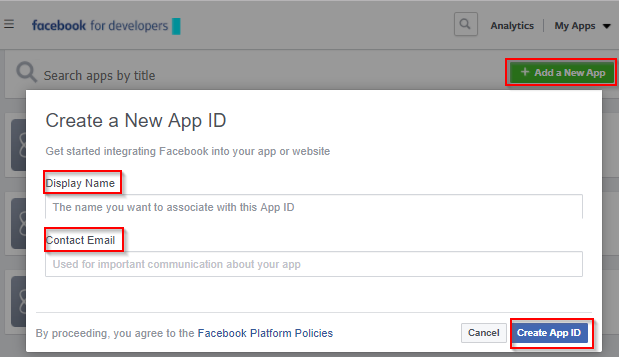 facebook for developers
Analytics
My Apps
Search apps by title
+ Add a New App
Create a New App ID
Get started integrating Facebook into your app or website
Display Name
The name you want to associate with this App ID
Contact Email
Used for important communication about your app
By proceeding, you agree to the Facebook Platform Policies
Cancel
Create App ID